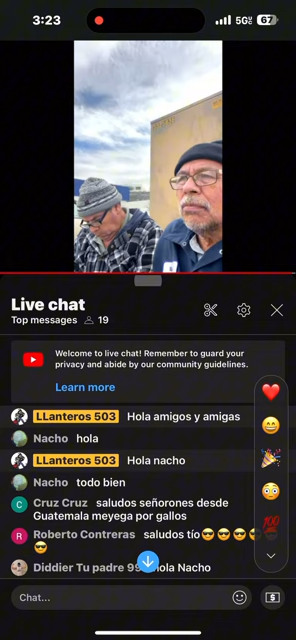 3:23
5GE 67
Live chat
Top messages 19
Welcome to live chat! Remember to guard your
privacy and abide by our community guidelines.
Learn more
LLanteros 503 Hola amigos y amigas
Nacho hola
LLanteros 503 Hola nacho
Nacho todo bien
C Cruz Cruz saludos señorones desde
Guatemala meyega por gallos
R Roberto Contreras saludos tío😎😎😎😎
😎
Diddier Tu padre 99 hola Nacho
Chat...